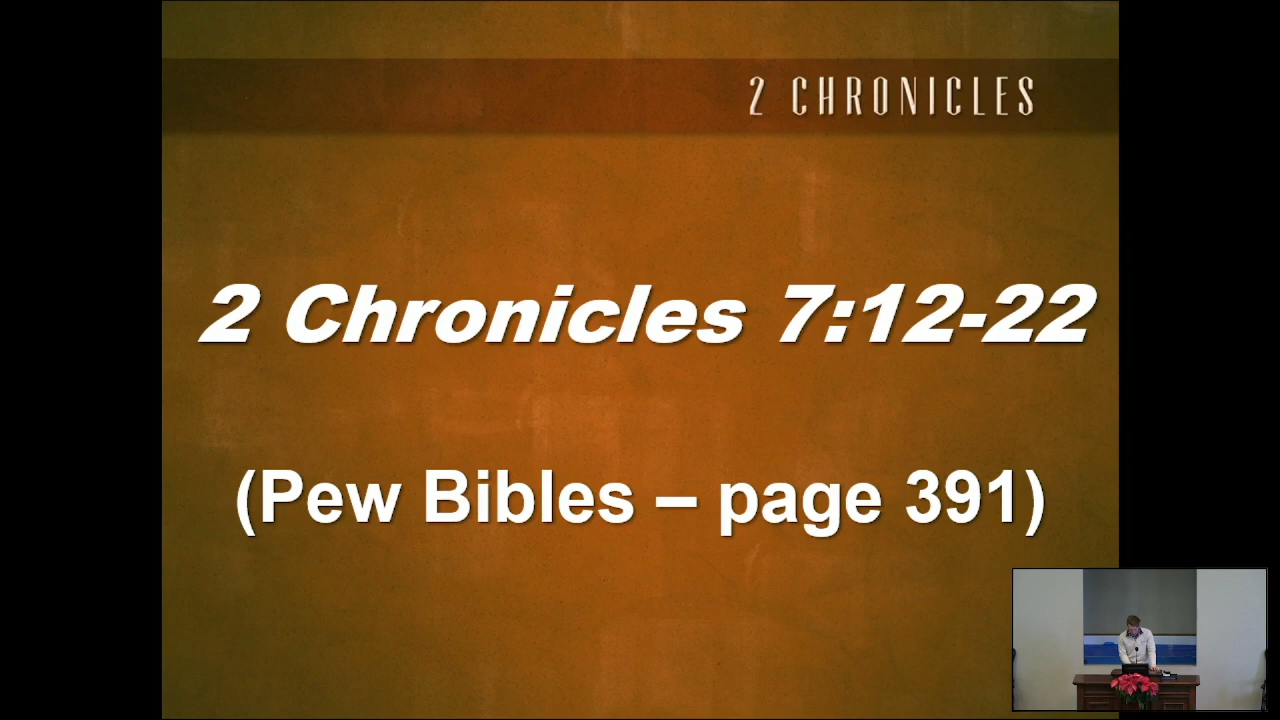 2 CHRONICLES
2 Chronicles 7:12-22
(Pew Bibles – page 391)